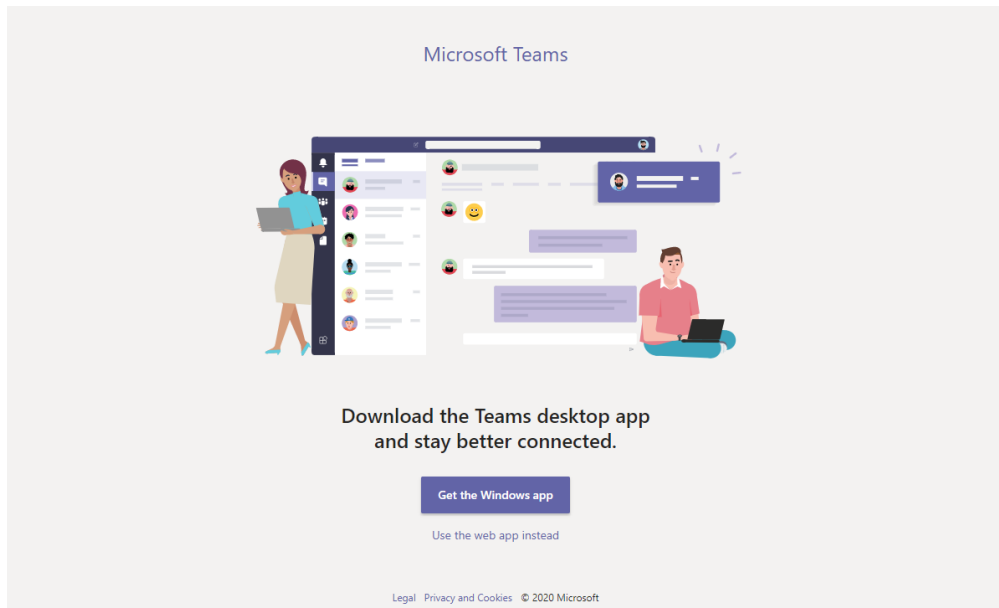 Microsoft Teams
Download the Teams desktop app
and stay better connected.
Get the Windows app
Use the web app instead
Legal Privacy and Cookies © 2020 Microsoft